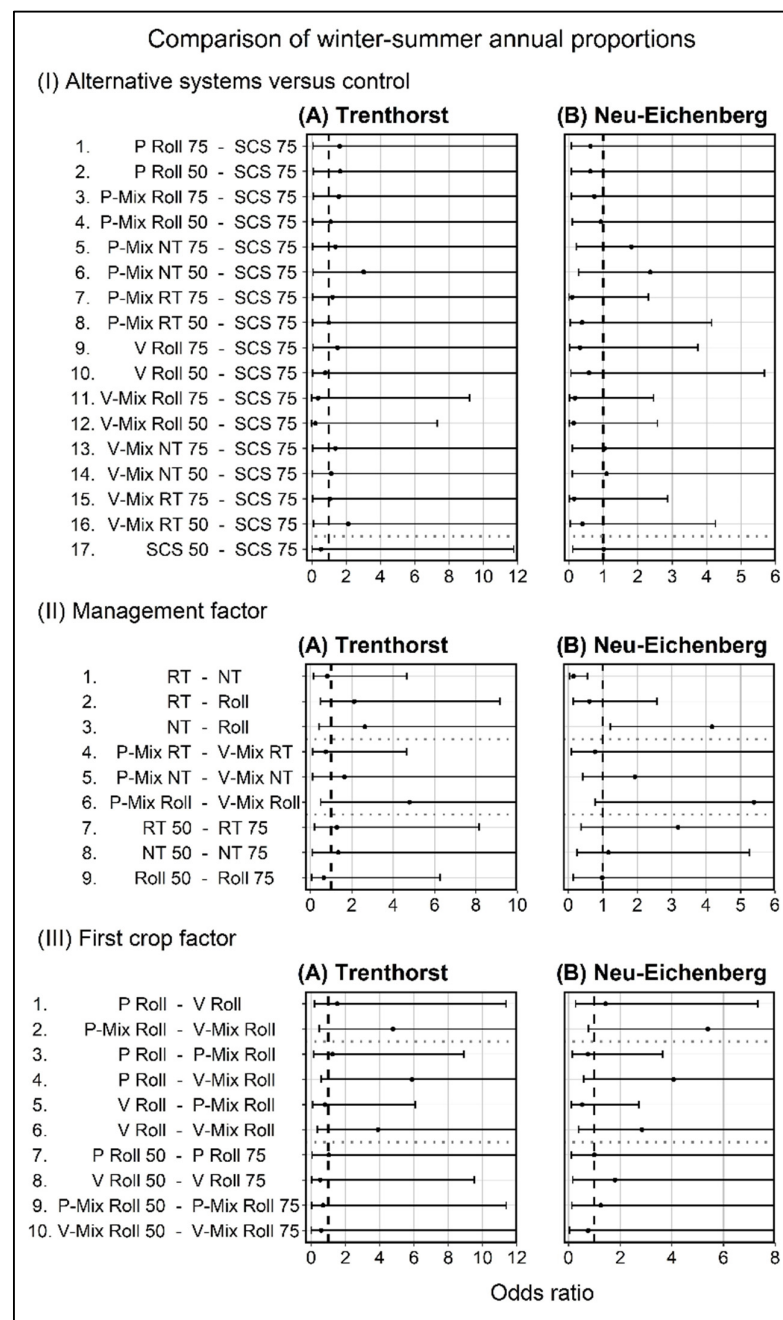 Comparison of winter-summer annual proportions
(I) Alternative systems versus control
(A) Trenthorst (B) Neu-Eichenberg
1. P Roll 75 - SCS 75
2. P Roll 50 - SCS 75
3. P-Mix Roll 75 - SCS 75
4. P-Mix Roll 50 - SCS 75
5. P-Mix NT 75 - SCS 75
6. P-Mix NT 50 - SCS 75
7. P-Mix RT 75 - SCS 75
8. P-Mix RT 50 - SCS 75
9. V Roll 75 - SCS 75
10. V Roll 50 - SCS 75
11. V-Mix Roll 75 - SCS 75
12. V-Mix Roll 50 - SCS 75
13. V-Mix NT 75 - SCS 75
14. V-Mix NT 50 - SCS 75
15. V-Mix RT 75 - SCS 75
16. V-Mix RT 50 - SCS 75
17. SCS 50 - SCS 75
0 2 4 6 8 10 12 0 1 2 3 4 5 6
(II) Management factor
(A) Trenthorst (B) Neu-Eichenberg
1. RT - NT
2. RT - Roll
3. NT - Roll
4. P-Mix RT - V-Mix RT
5. P-Mix NT - V-Mix NT
6. P-Mix Roll - V-Mix Roll
7. RT 50 - RT 75
8. NT 50 - NT 75
9. Roll 50 - Roll 75
0 2 4 6 8 10 0 1 2 3 4 5 6
(III) First crop factor
(A) Trenthorst (B) Neu-Eichenberg
1. P Roll - V Roll
2. P-Mix Roll - V-Mix Roll
3. P Roll - P-Mix Roll
4. P Roll - V-Mix Roll
5. V Roll - P-Mix Roll
6. V Roll - V-Mix Roll
7. P Roll 50 - P Roll 75
8. V Roll 50 - V Roll 75
9. P-Mix Roll 50 - P-Mix Roll 75
10. V-Mix Roll 50 - V-Mix Roll 75
0 2 4 6 8 10 12 0 2 4 6 8
Odds ratio